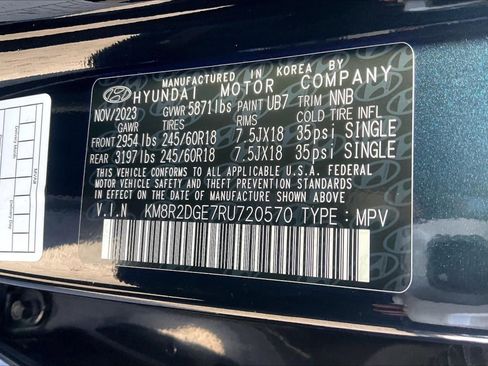 MANUFACTURED IN KOREA BY
HYUNDAI MOTOR COMPANY
NOV/2023 GVWR 5871lbs PAINT UB7 TRIM NNB
GAWR TIRES RIMS COLD TIRE INFL
FRONT 2954 lbs 245/60R18 7.5JX18 35psi SINGLE
REAR 3197 lbs 245/60R18 7.5JX18 35psi SINGLE
THIS VEHICLE CONFORMS TO ALL APPLICABLE U.S.A FEDERAL
MOTOR VEHICLE SAFETY, BUMPER, AND THEFT PREVENTION STANDARDS
IN EFFECT ON THE DATE OF MANUFACTURE SHOWN ABOVE.
V.I.N KM8R2DGE7RU720570 TYPE : MPV